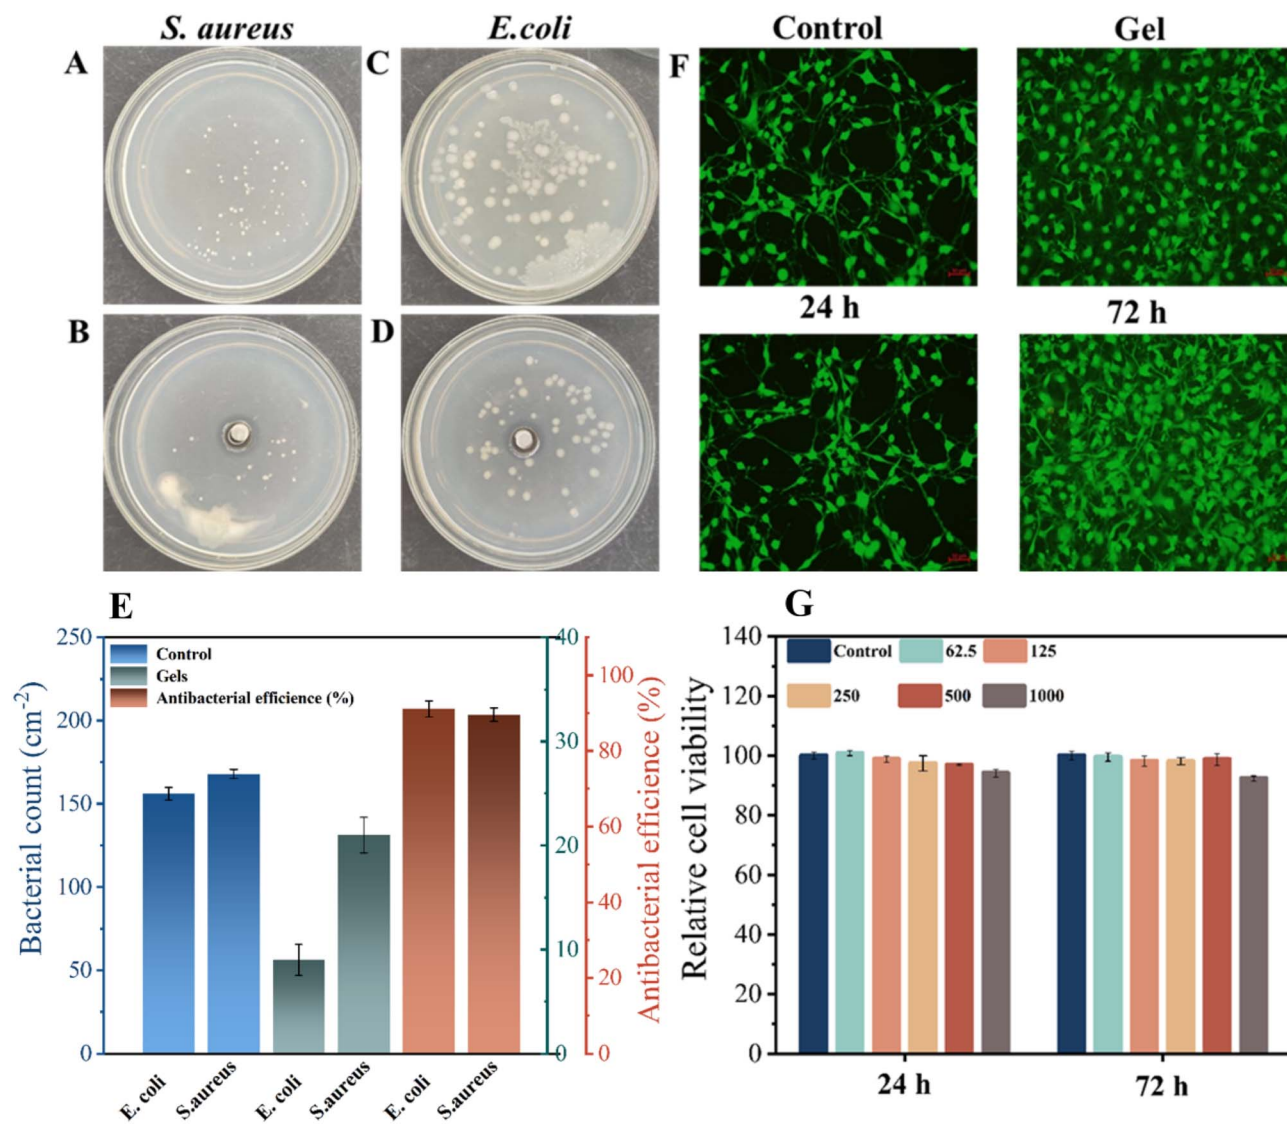 S. aureus
E.coli
Control
Gel
A
C
F
24 h
72 h
B
D
E
Bacterial count (cm-2)
250
200
150
100
50
0
Control
Gels
Antibacterial efficience (%)
40
30
20
10
0
100
80
60
40
20
0
Antibacterial efficience (%)
E. coli
S.aureus
E. coli
S.aureus
E. coli
S.aureus
G
Relative cell viability
140
120
100
80
60
40
20
0
Control
62.5
125
250
500
1000
24 h
72 h